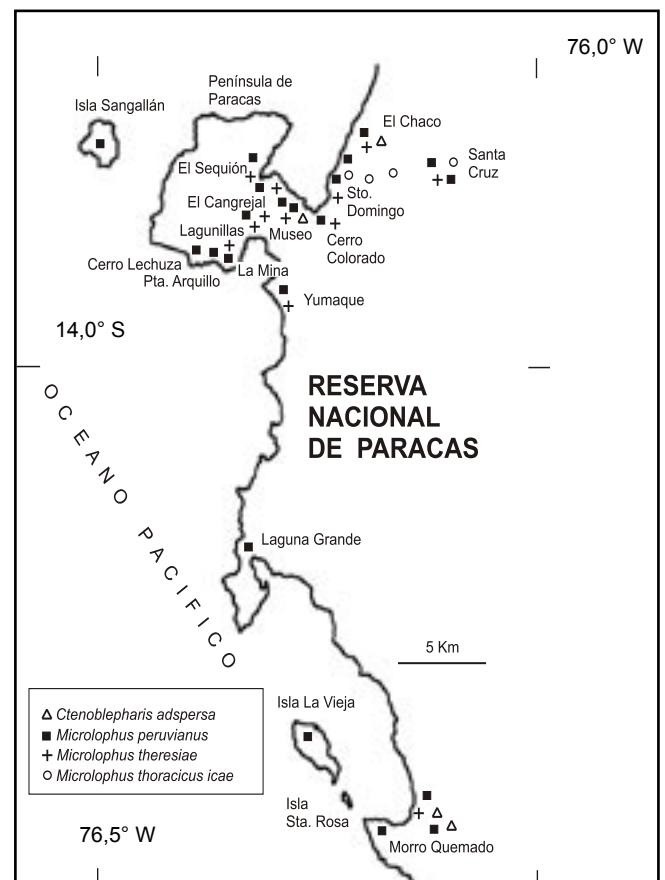 76,0° W
Península de
Paracas
Isla Sangallán
El Chaco
Santa
Cruz
El Sequión
Sto.
Domingo
El Cangrejal
Lagunillas
Museo
Cerro
Colorado
Cerro Lechuza
La Mina
Pta. Arquillo
Yumaque
14,0° S
RESERVA
NACIONAL
DE PARACAS
OCEANO PACIFICO
Laguna Grande
5 Km
Isla La Vieja
Ctenoblepharis adspersa
Microlophus peruvianus
Microlophus theresiae
Microlophus thoracicus icae
Isla
Sta. Rosa
76,5° W
Morro Quemado